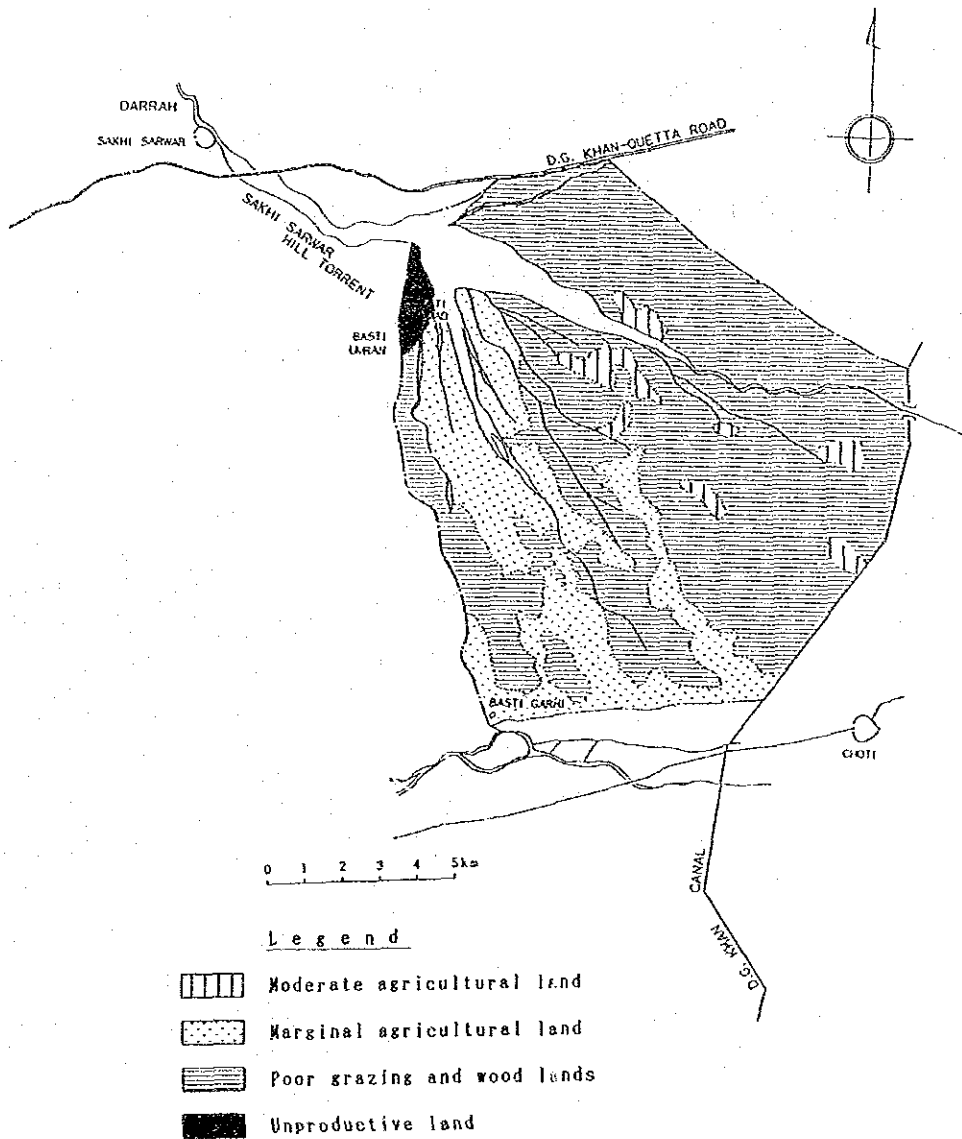 DARRAH
SAKHI SARWAR
D.G. KHAN-QUETTA ROAD
SAKHI SARWAR
HILL TORRENT
BASTI
BASTI GARHI
CHOTI
0 1 2 3 4 5km
CANAL
D.G. KHAN
Legend
Moderate agricultural land
Marginal agricultural land
Poor grazing and wood lands
Unproductive land